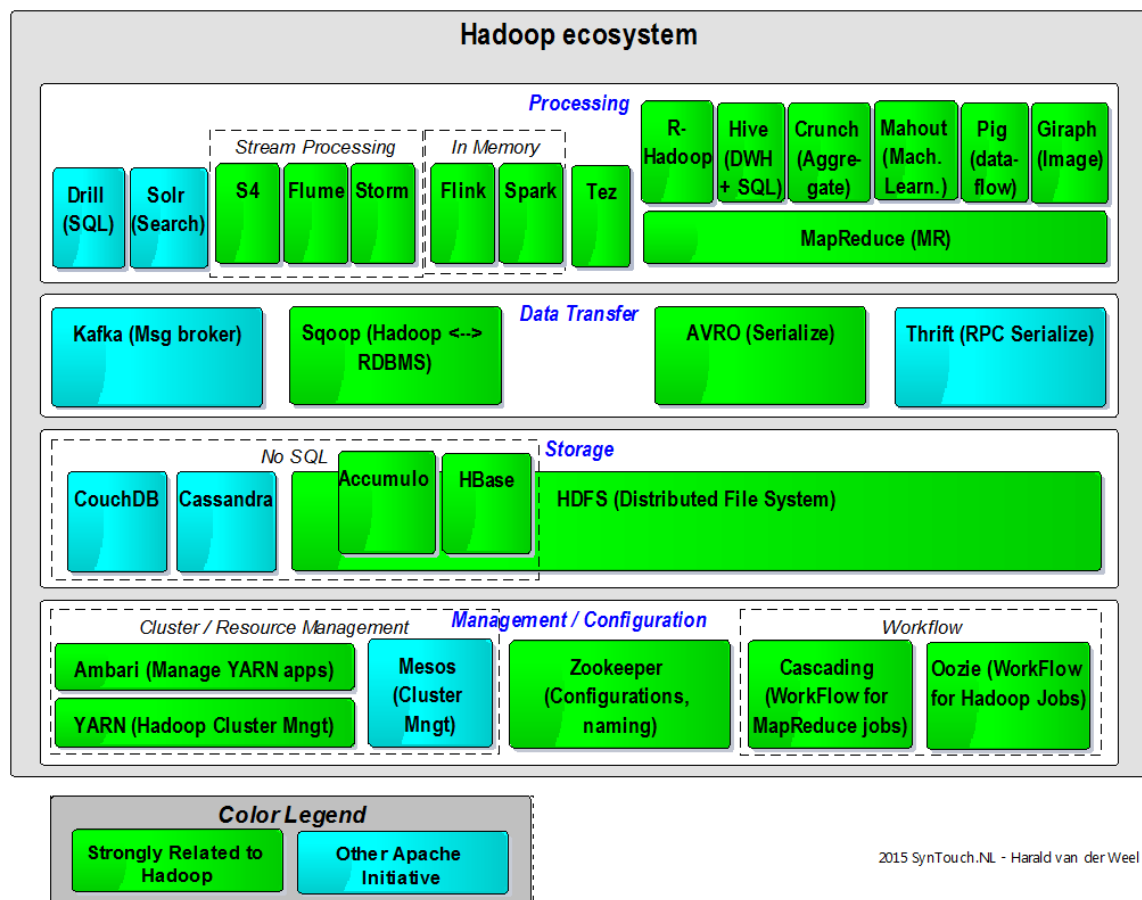 Hadoop ecosystem
Processing
Stream Processing
In Memory
Drill
(SQL)
Solr
(Search)
S4
Flume
Storm
Flink
Spark
Tez
R-
Hadoop
Hive
(DWH
+ SQL)
Crunch
(Aggre-
gate)
Mahout
(Mach.
Learn.)
Pig
(data-
flow)
Giraph
(Image)
MapReduce (MR)
Data Transfer
Kafka (Msg broker)
Sqoop (Hadoop <-->
RDBMS)
AVRO (Serialize)
Thrift (RPC Serialize)
Storage
No SQL
CouchDB
Cassandra
Accumulo
HBase
HDFS (Distributed File System)
Management / Configuration
Cluster / Resource Management
Ambari (Manage YARN apps)
YARN (Hadoop Cluster Mngt)
Mesos
(Cluster
Mngt)
Zookeeper
(Configurations,
naming)
Workflow
Cascading
(WorkFlow for
MapReduce jobs)
Oozie (WorkFlow
for Hadoop Jobs)
Color Legend
Strongly Related to
Hadoop
Other Apache
Initiative
2015 SynTouch.NL - Harald van der Weel